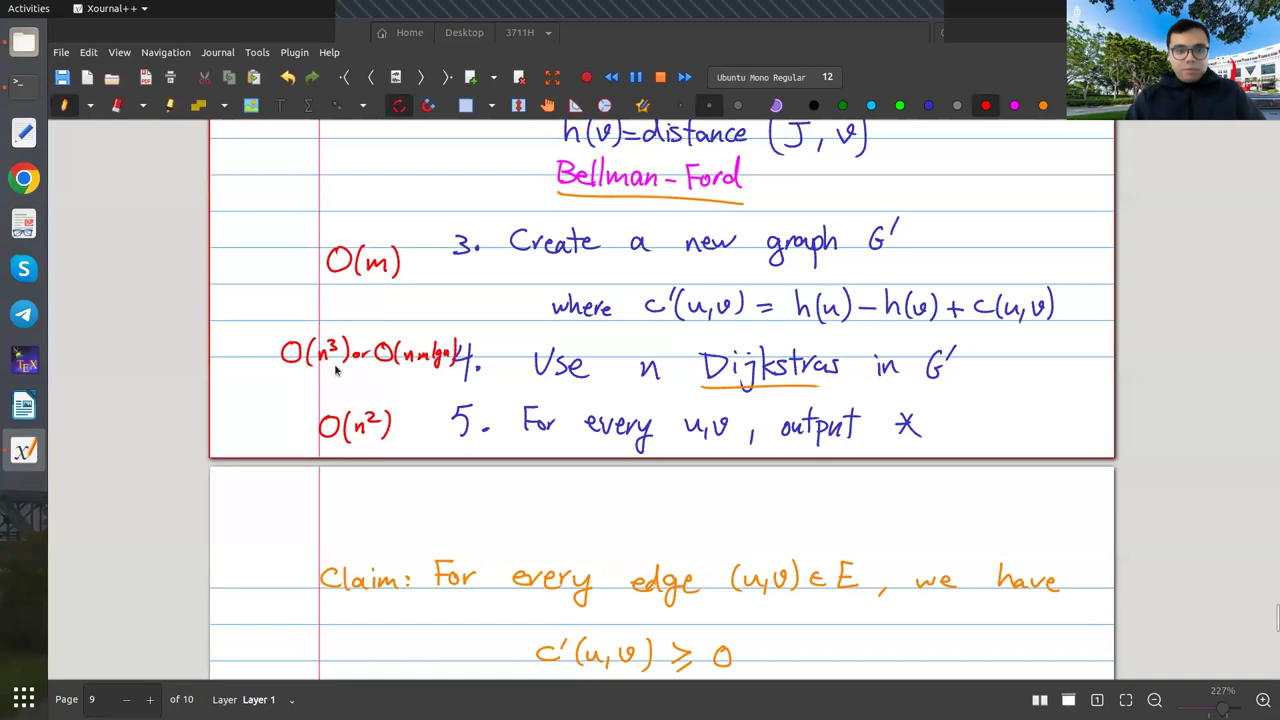 Activities
Xournal++
Home
Desktop
3711H
File Edit View Navigation Journal Tools Plugin Help
Ubuntu Mono Regular 12
h(v)=distance (J, v)
Bellman-Ford
O(m) 3. Create a new graph G'
where c'(u,v) = h(u) - h(v) + c(u,v)
O(n³) or O(nmlgn) 4. Use n Dijkstras in G'
O(n²) 5. For every u,v, output *
Claim: For every edge (u,v) ∈ E, we have
c'(u,v) ⩾ 0
Page 9 of 10 Layer Layer 1
227%